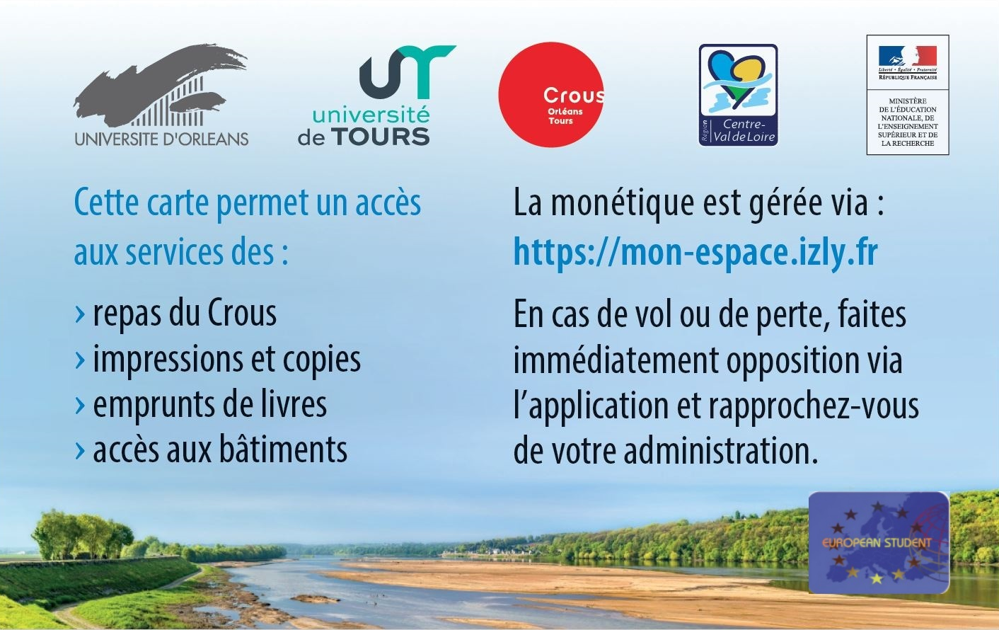 UNIVERSITE D'ORLEANS
université
de TOURS
Crous
Orléans
Tours
Région
Centre-
Val de Loire
Liberté • Égalité • Fraternité
RÉPUBLIQUE FRANÇAISE
MINISTÈRE
DE L'ÉDUCATION
NATIONALE, DE
L'ENSEIGNEMENT
SUPÉRIEUR ET DE
LA RECHERCHE
Cette carte permet un accès
aux services des :
› repas du Crous
› impressions et copies
› emprunts de livres
› accès aux bâtiments
La monétique est gérée via :
https://mon-espace.izly.fr
En cas de vol ou de perte, faites
immédiatement opposition via
l’application et rapprochez-vous
de votre administration.
EUROPEAN STUDENT